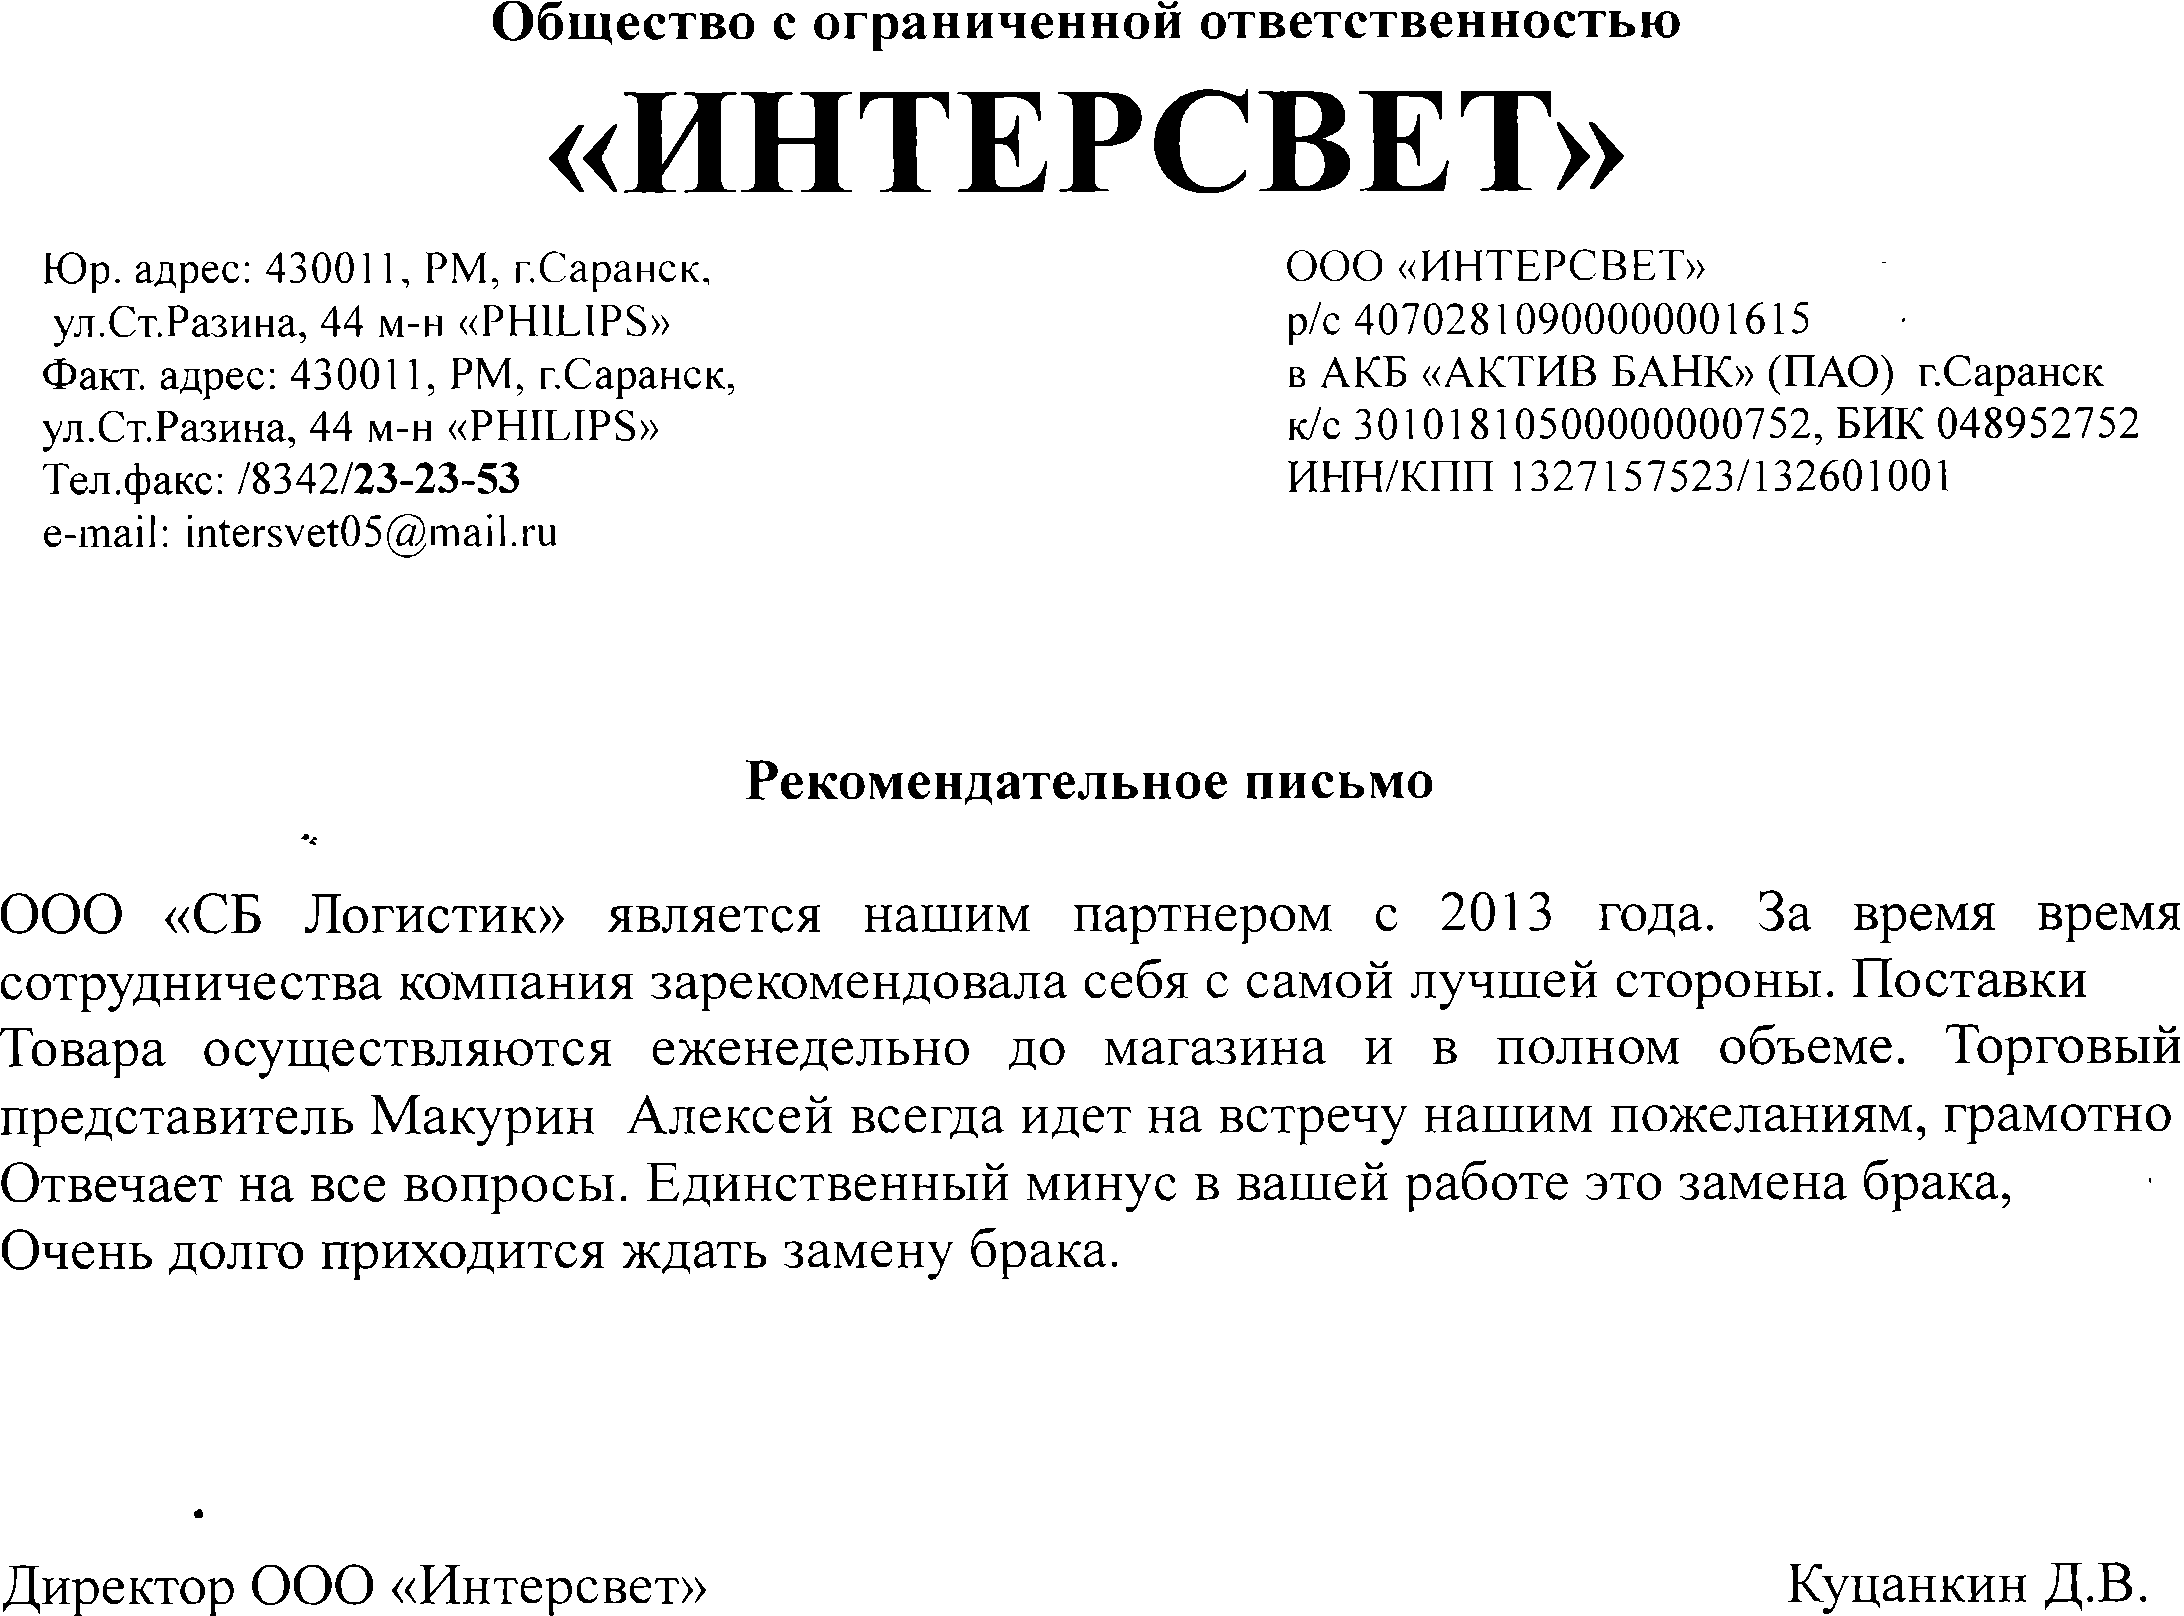 Общество с ограниченной ответственностью
«ИНТЕРСВЕТ»
Юр. адрес: 430011, РМ, г.Саранск,
ул.Ст.Разина, 44 м-н «PHILIPS»
Факт. адрес: 430011, РМ, г.Саранск,
ул.Ст.Разина, 44 м-н «PHILIPS»
Тел.факс: /8342/23-23-53
e-mail: intersvet05@mail.ru
ООО «ИНТЕРСВЕТ»
р/с 40702810900000001615
в АКБ «АКТИВ БАНК» (ПАО) г.Саранск
к/с 30101810500000000752, БИК 048952752
ИНН/КПП 1327157523/132601001
Рекомендательное письмо
ООО «СБ Логистик» является нашим партнером с 2013 года. За время время
сотрудничества компания зарекомендовала себя с самой лучшей стороны. Поставки
Товара осуществляются еженедельно до магазина и в полном объеме. Торговый
представитель Макурин Алексей всегда идет на встречу нашим пожеланиям, грамотно
Отвечает на все вопросы. Единственный минус в вашей работе это замена брака,
Очень долго приходится ждать замену брака.
Директор ООО «Интерсвет» Куцанкин Д.В.